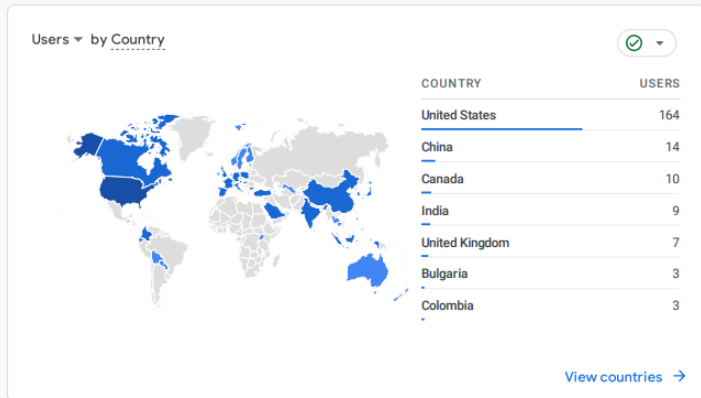 Users by Country
COUNTRY USERS
United States 164
China 14
Canada 10
India 9
United Kingdom 7
Bulgaria 3
Colombia 3
View countries